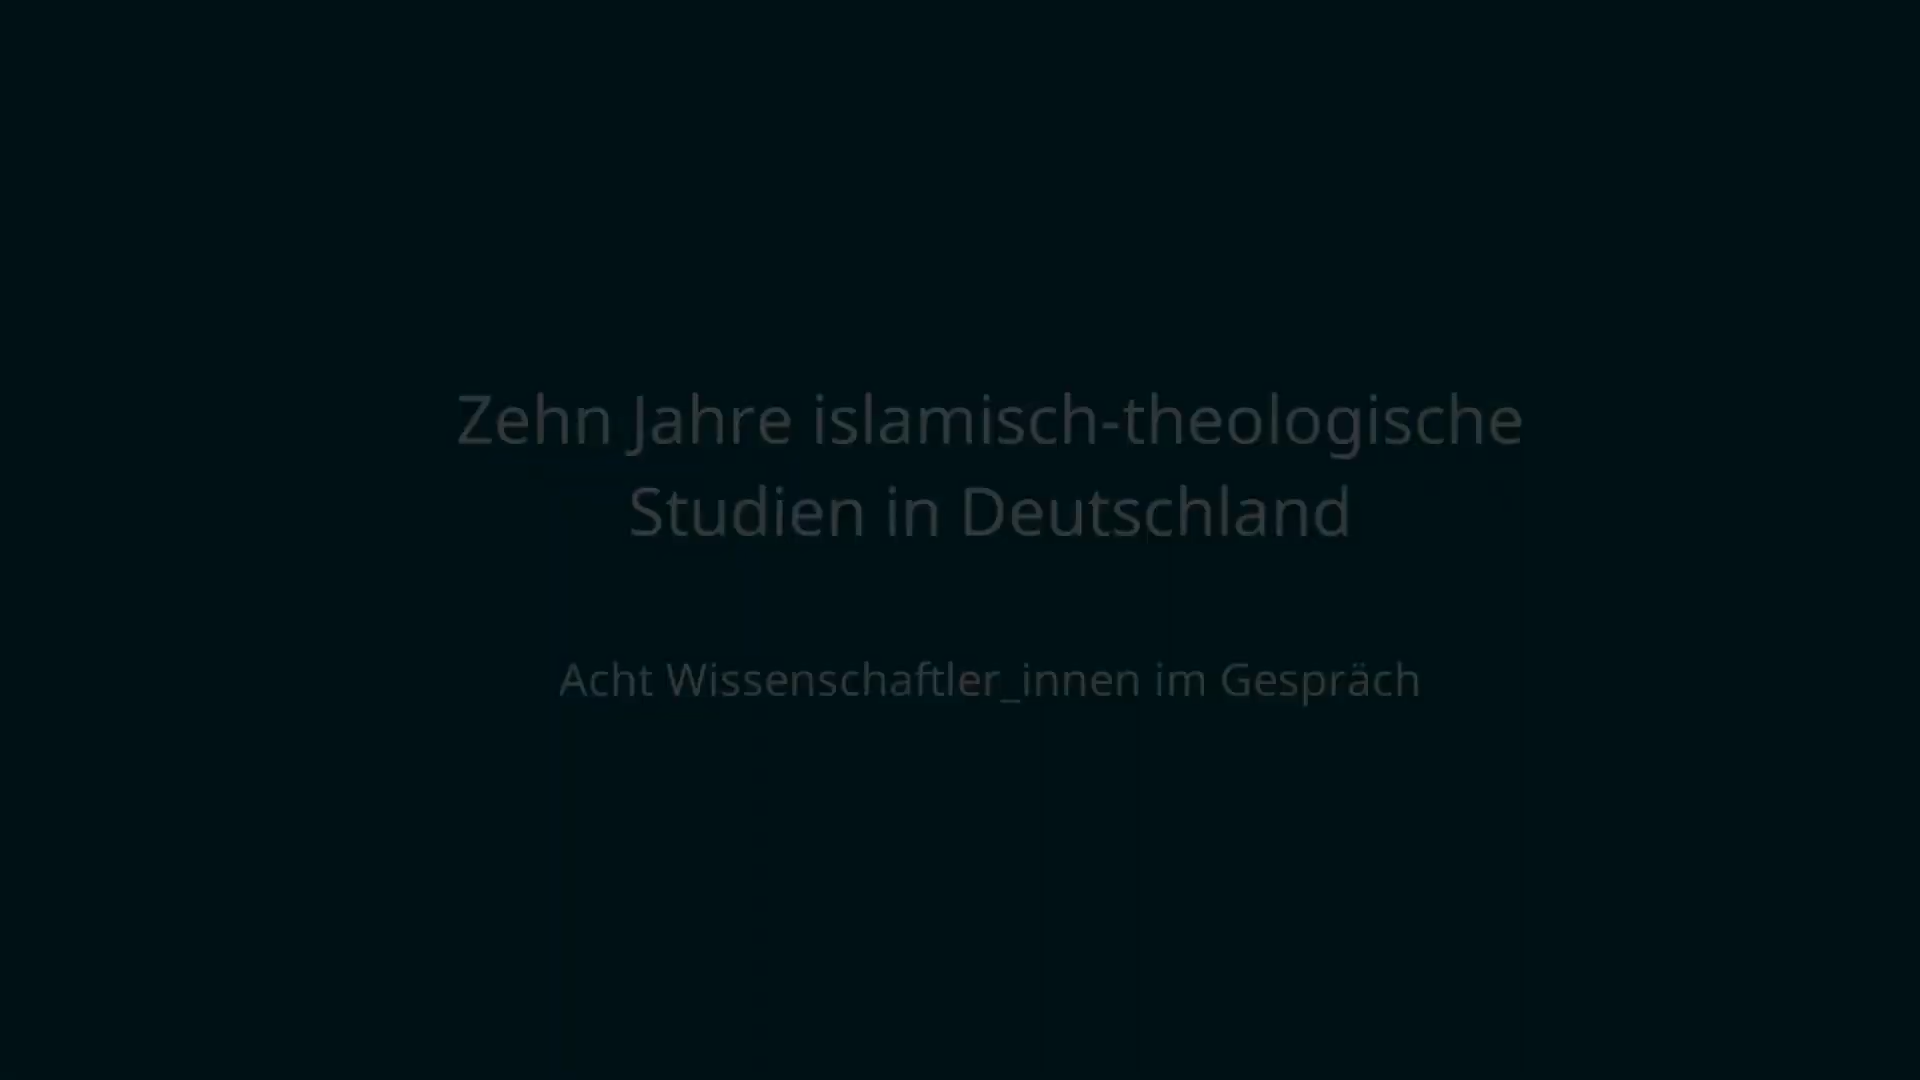 Zehn Jahre islamisch-theologische
Studien in Deutschland
Acht Wissenschaftler_innen im Gespräch